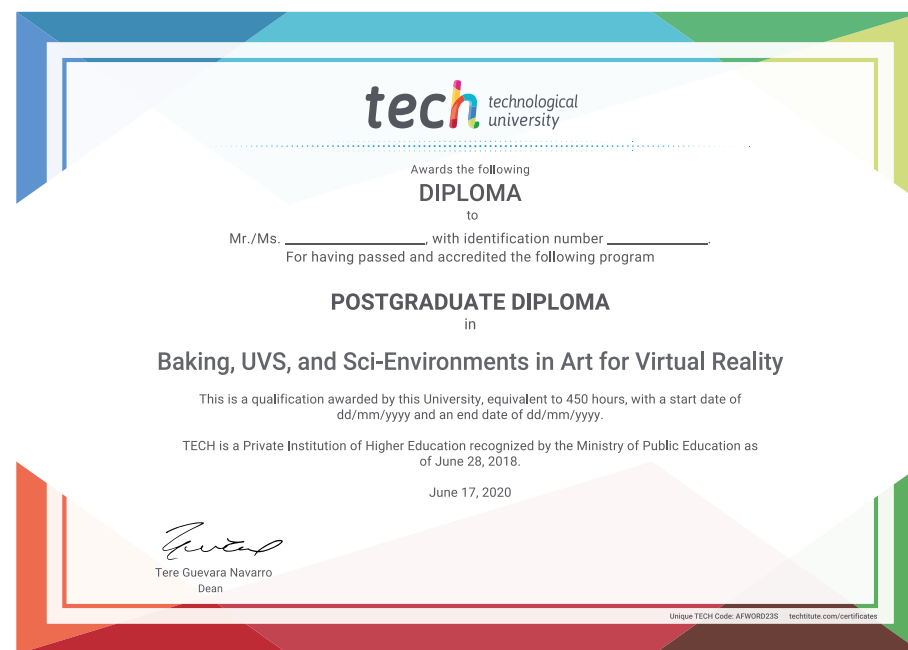 tech technological
university
Awards the following
DIPLOMA
to
Mr./Ms. ____________, with identification number ____________.
For having passed and accredited the following program
POSTGRADUATE DIPLOMA
in
Baking, UVS, and Sci-Environments in Art for Virtual Reality
This is a qualification awarded by this University, equivalent to 450 hours, with a start date of
dd/mm/yyyy and an end date of dd/mm/yyyy.
TECH is a Private Institution of Higher Education recognized by the Ministry of Public Education as
of June 28, 2018.
June 17, 2020
Tere Guevara Navarro
Dean
Unique TECH Code: AFWORD23S techtitute.com/certificates